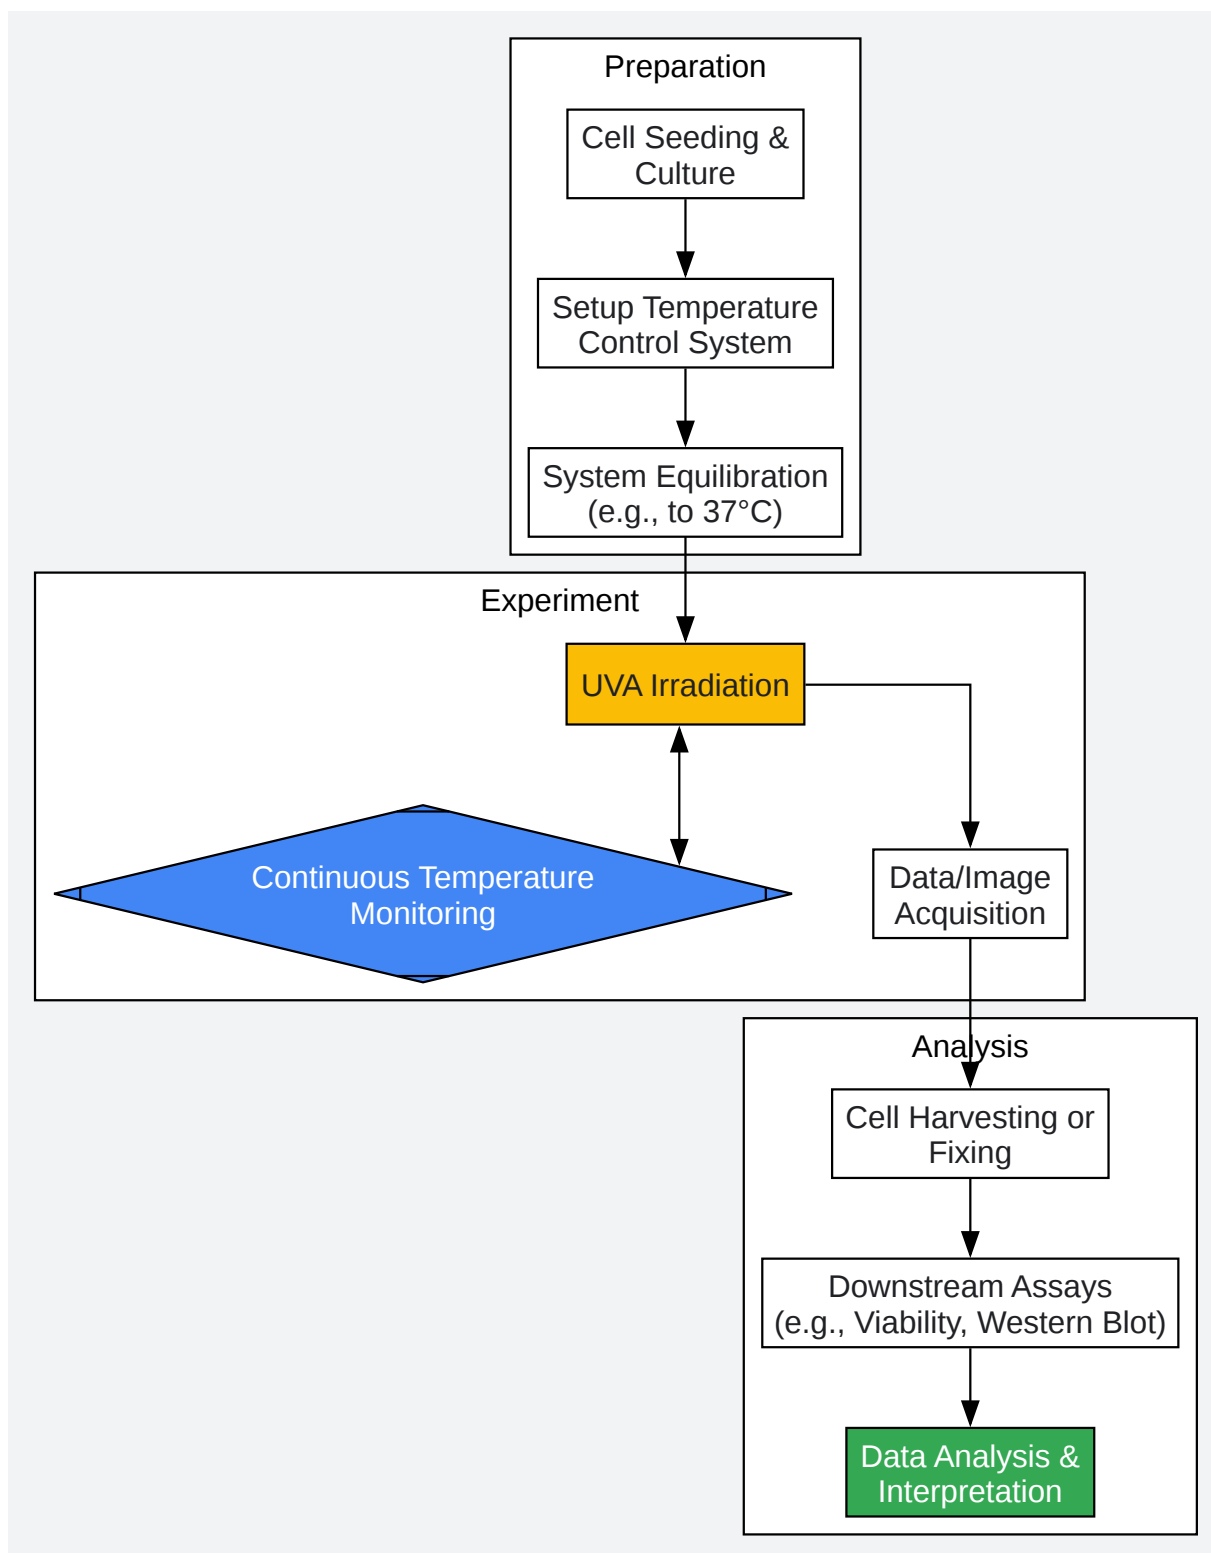 Preparation
Cell Seeding &
Culture
Setup Temperature
Control System
System Equilibration
(e.g., to 37°C)
Experiment
UVA Irradiation
Continuous Temperature
Monitoring
Data/Image
Acquisition
Analysis
Cell Harvesting or
Fixing
Downstream Assays
(e.g., Viability, Western Blot)
Data Analysis &
Interpretation